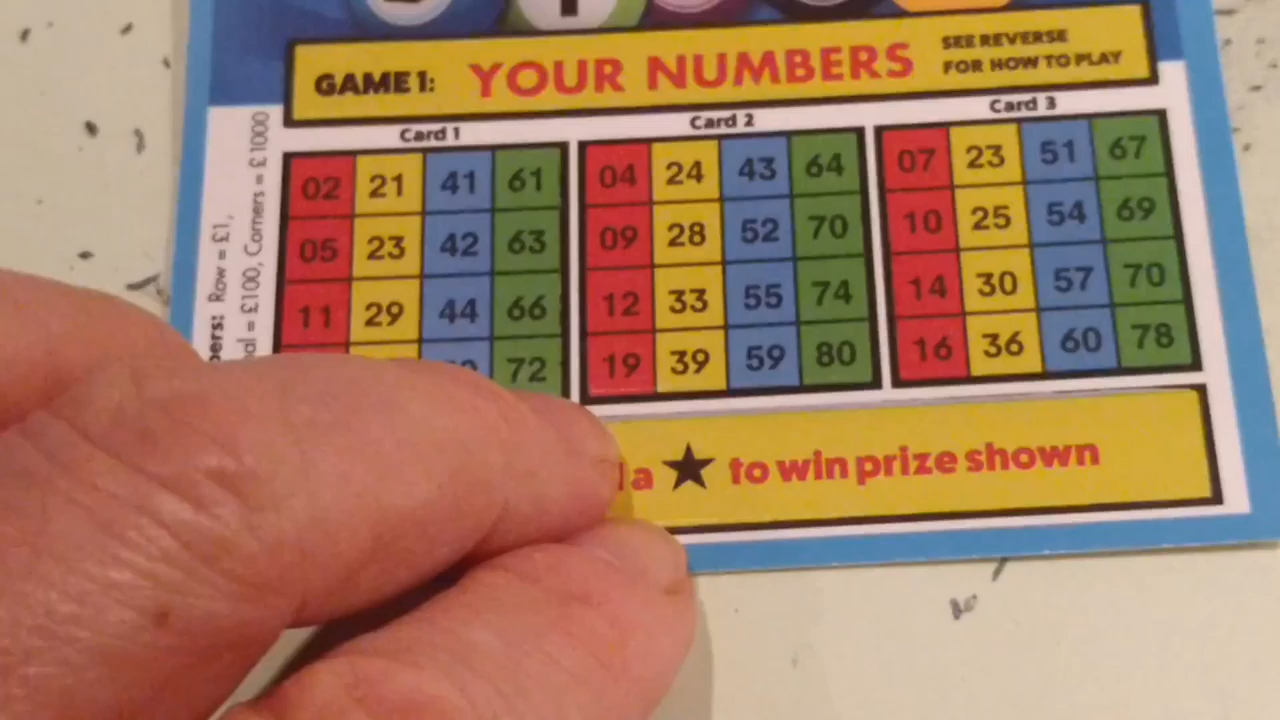 GAME 1: YOUR NUMBERS
SEE REVERSE
FOR HOW TO PLAY
Card 1
02 21 41 61
05 23 42 63
11 29 44 66
72
Card 2
04 24 43 64
09 28 52 70
12 33 55 74
19 39 59 80
Card 3
07 23 51 67
10 25 54 69
14 30 57 70
16 36 60 78
Row = £1,
= £100, Corners = £1000
a ★ to win prize shown